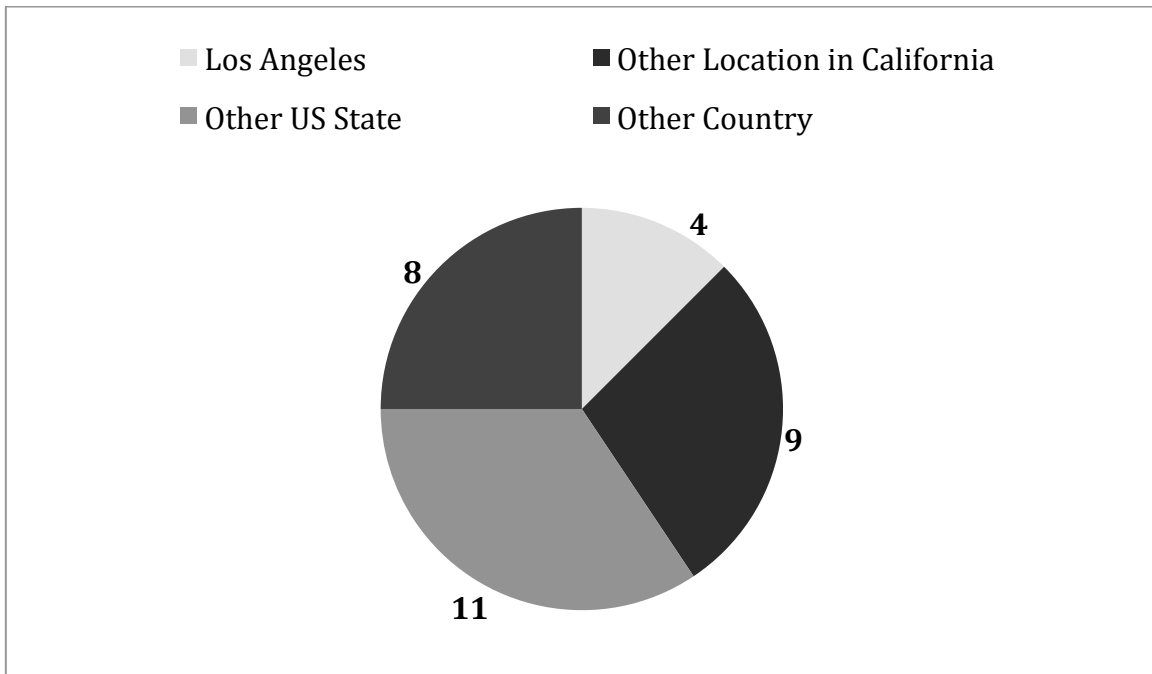 Los Angeles
Other Location in California
Other US State
Other Country
4
8
9
11